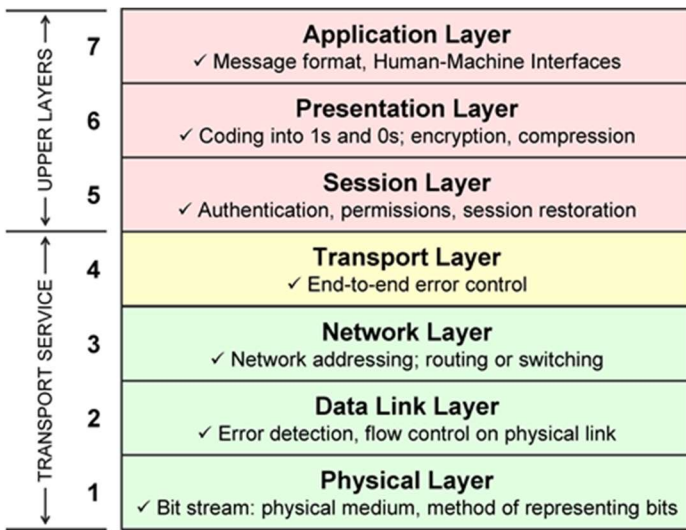 UPPER LAYERS
7
Application Layer
✓ Message format, Human-Machine Interfaces
6
Presentation Layer
✓ Coding into 1s and 0s; encryption, compression
5
Session Layer
✓ Authentication, permissions, session restoration
TRANSPORT SERVICE
4
Transport Layer
✓ End-to-end error control
3
Network Layer
✓ Network addressing; routing or switching
2
Data Link Layer
✓ Error detection, flow control on physical link
1
Physical Layer
✓ Bit stream: physical medium, method of representing bits